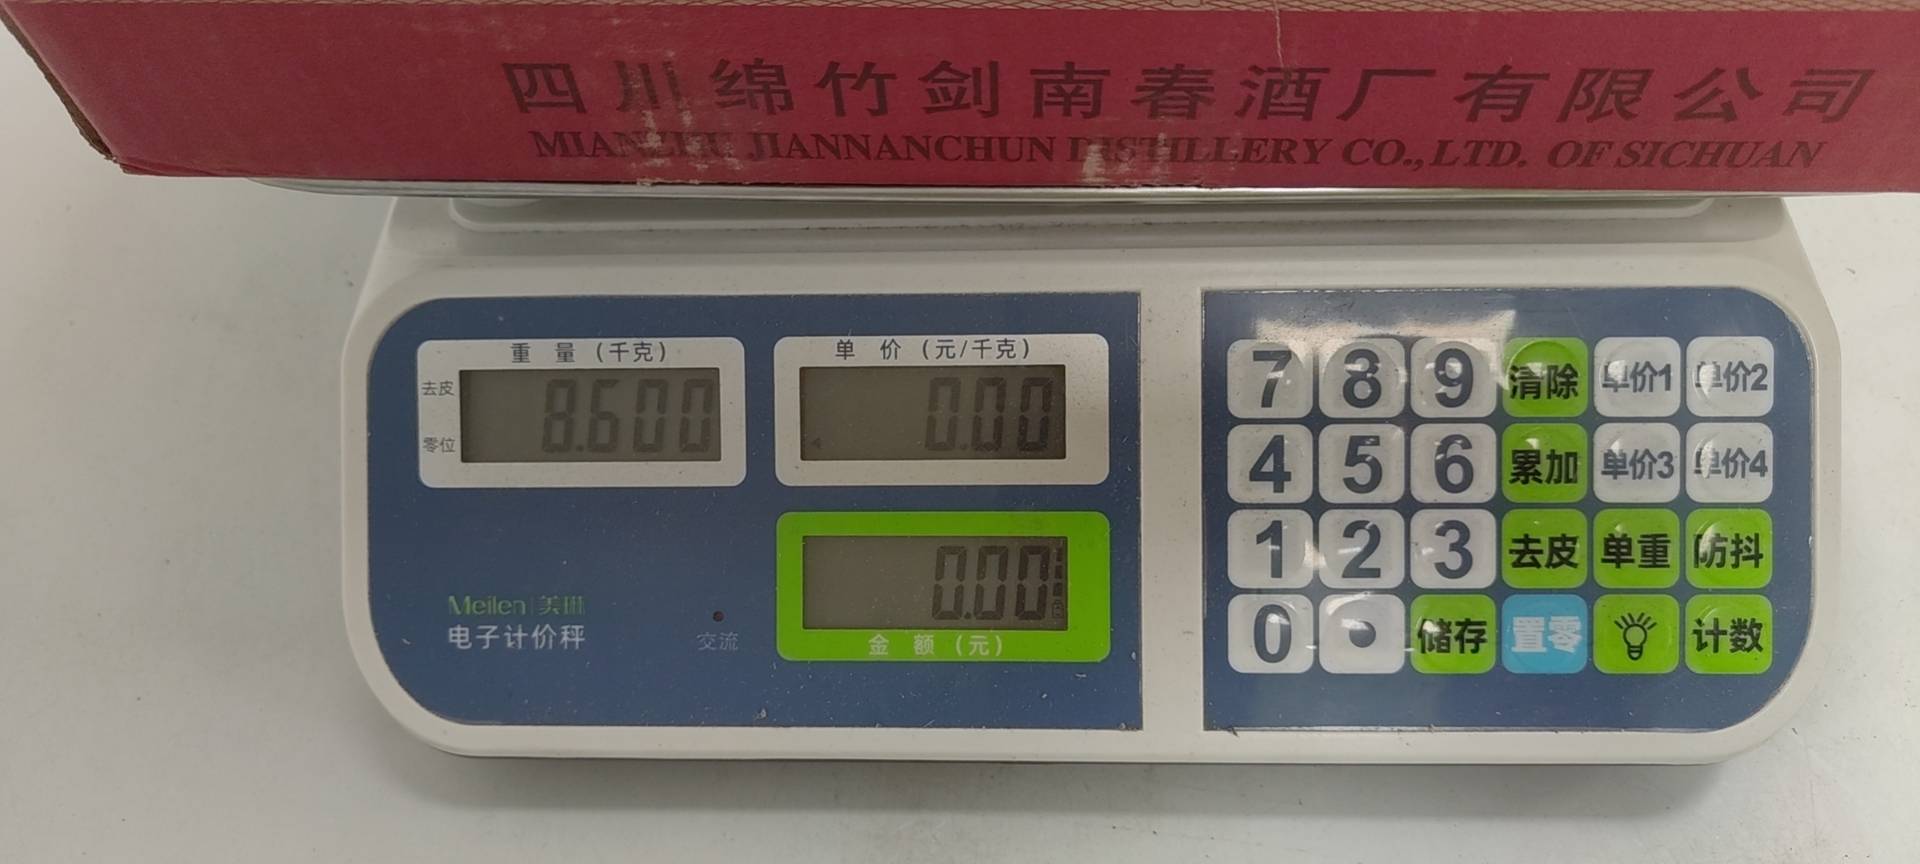 四川绵竹剑南春酒厂有限公司
MIANZHU JIANNANCHUN DISTILLERY CO.,LTD. OF SICHUAN
重 量 (千克)
去皮
零位
8.600
单 价 (元/千克)
0.00
0.00
金 额 (元)
Meilen|美琳
电子计价秤
交流
7 8 9 清除 单价1 单价2
4 5 6 累加 单价3 单价4
1 2 3 去皮 单重 防抖
0 . 储存 置零 计数